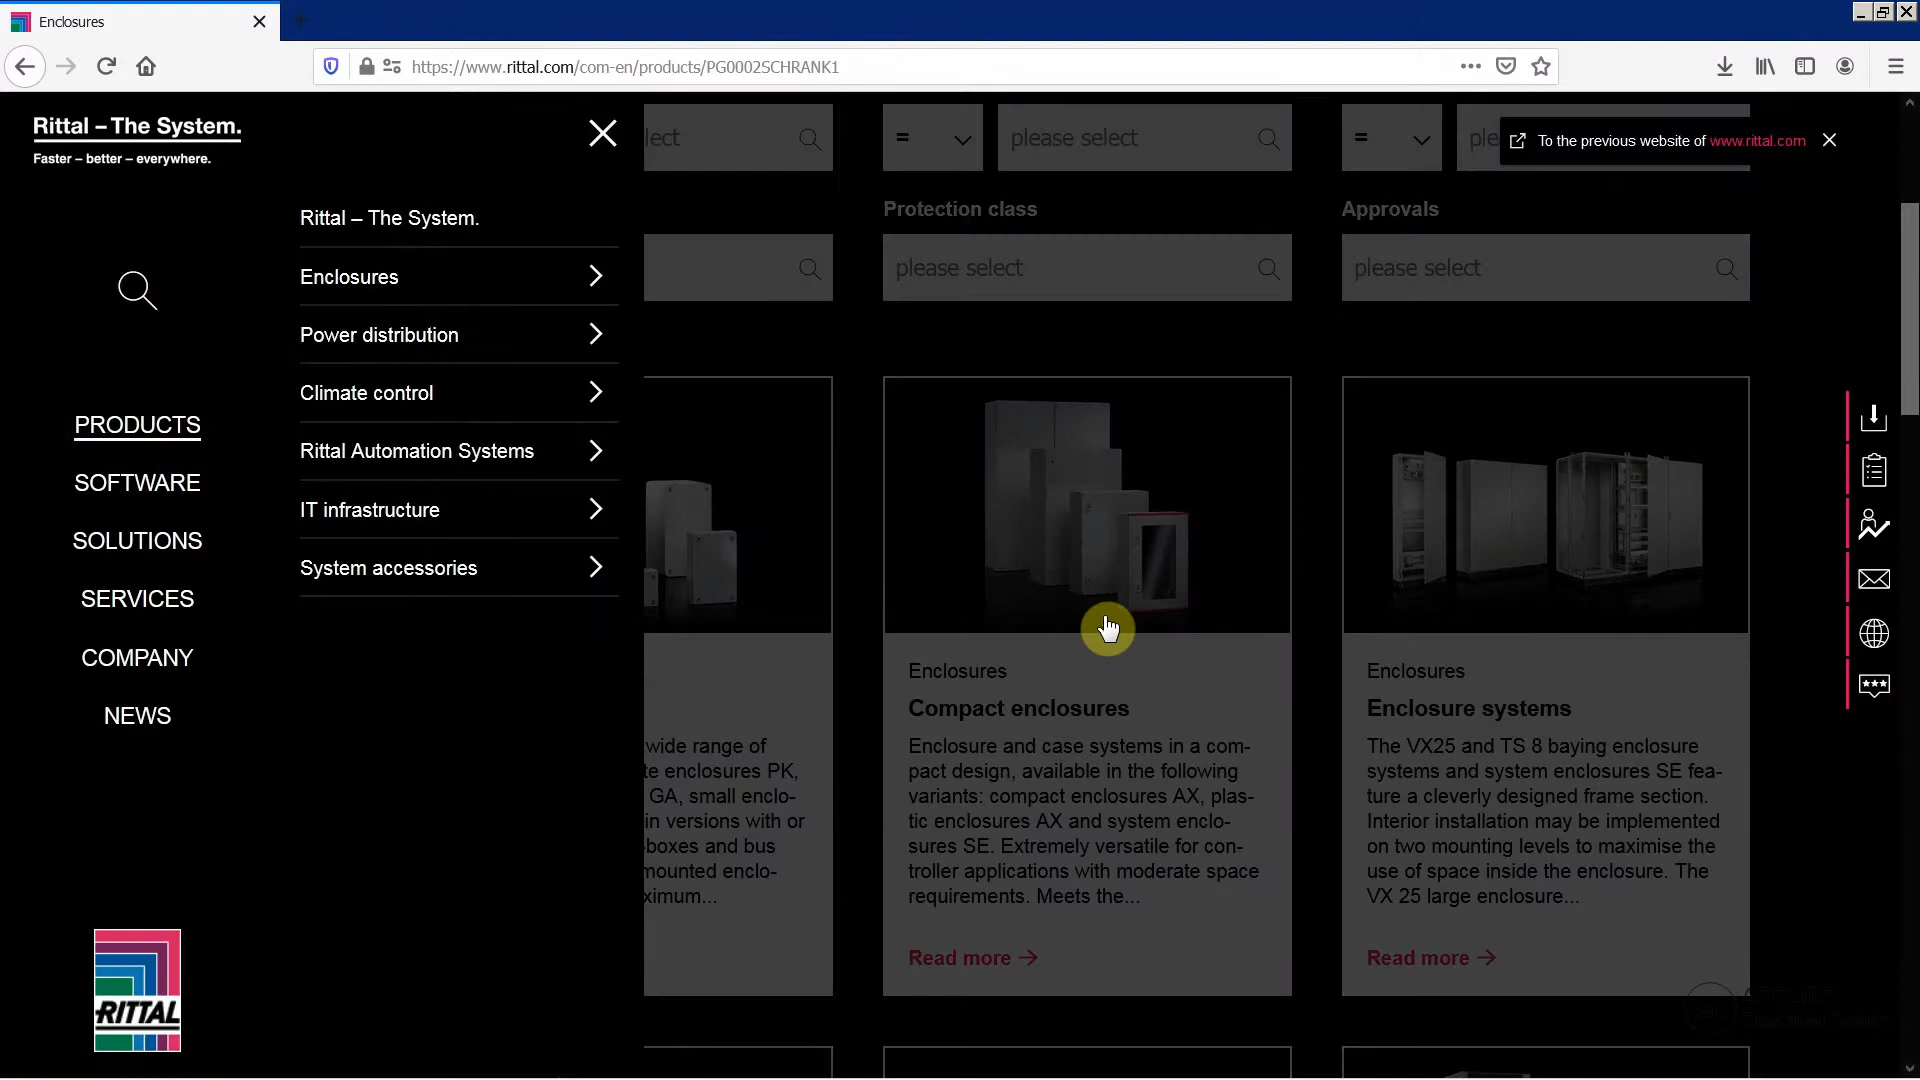 Enclosures
https://www.rittal.com/com-en/products/PG0002SCHRANK1
Rittal – The System.
Faster – better – everywhere.
PRODUCTS
SOFTWARE
SOLUTIONS
SERVICES
COMPANY
NEWS
RITTAL
Rittal – The System.
Enclosures
Power distribution
Climate control
Rittal Automation Systems
IT infrastructure
System accessories
lect
= please select
= ple
To the previous website of www.rittal.com
Protection class
Approvals
please select
please select
wide range of
te enclosures PK,
GA, small enclo-
in versions with or
boxes and bus
mounted enclo-
ximum...
Enclosures
Compact enclosures
Enclosure and case systems in a com-
pact design, available in the following
variants: compact enclosures AX, plas-
tic enclosures AX and system enclo-
sures SE. Extremely versatile for con-
troller applications with moderate space
requirements. Meets the...
Read more
Enclosures
Enclosure systems
The VX25 and TS 8 baying enclosure
systems and system enclosures SE fea-
ture a cleverly designed frame section.
Interior installation may be implemented
on two mounting levels to maximise the
use of space inside the enclosure. The
VX 25 large enclosure...
Read more